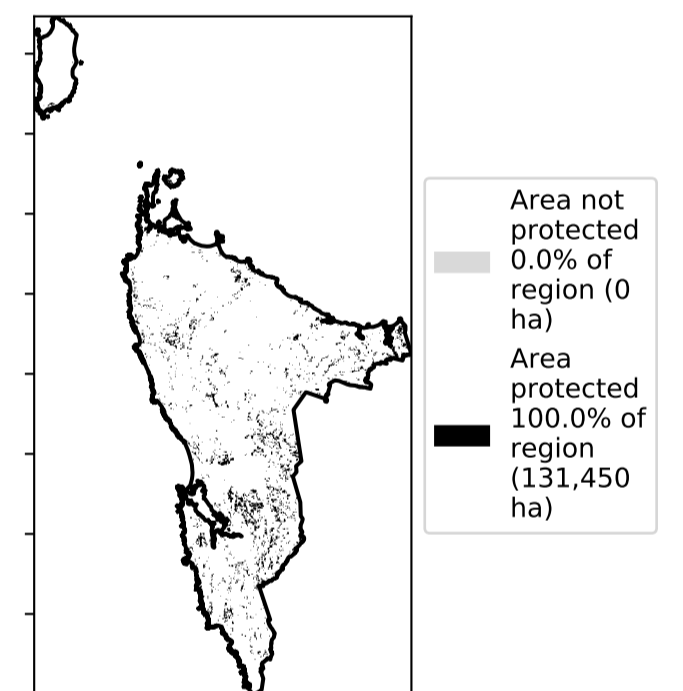 Area not
protected
0.0% of
region (0
ha)
Area
protected
100.0% of
region
(131,450
ha)